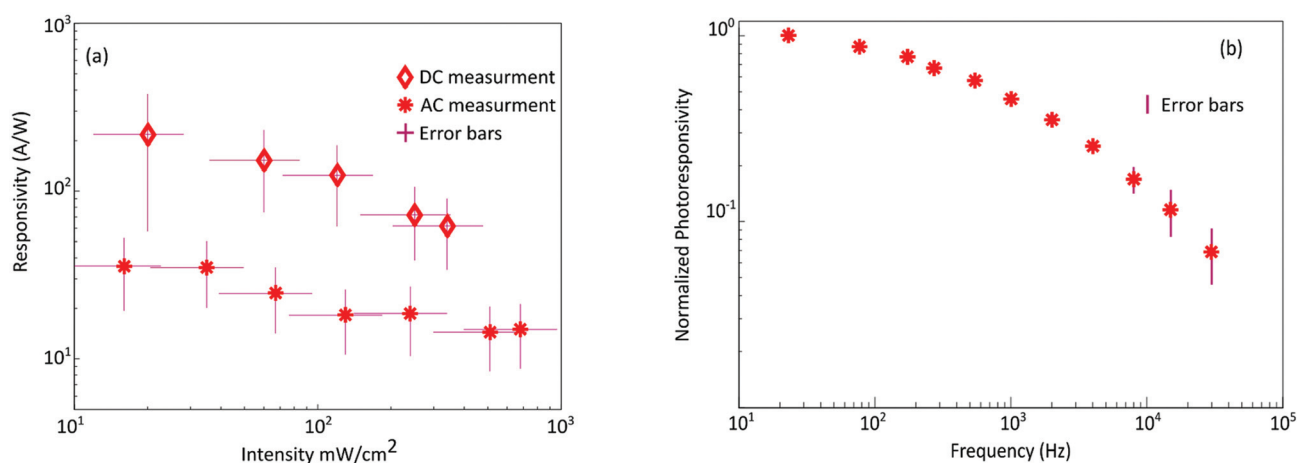 (a)
DC measurment
AC measurment
Error bars
Responsivity (A/W)
10³
10²
10¹
10¹
10²
10³
Intensity mW/cm²
(b)
Error bars
Normalized Photoresponsivity
10⁰
10⁻¹
10¹
10²
10³
10⁴
10⁵
Frequency (Hz)